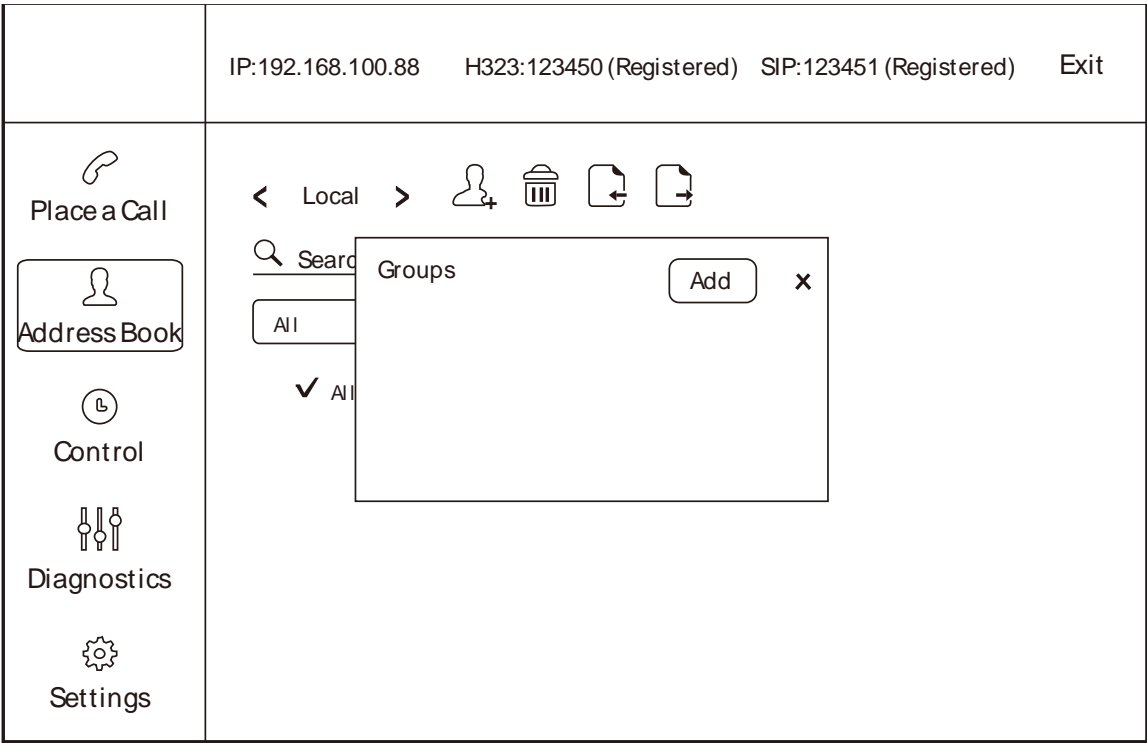 IP:192.168.100.88 H323:123450 (Registered) SIP:123451 (Registered) Exit
Place a Call
Address Book
Control
Diagnostics
Settings
< Local >
Searc
All
All
Groups Add x